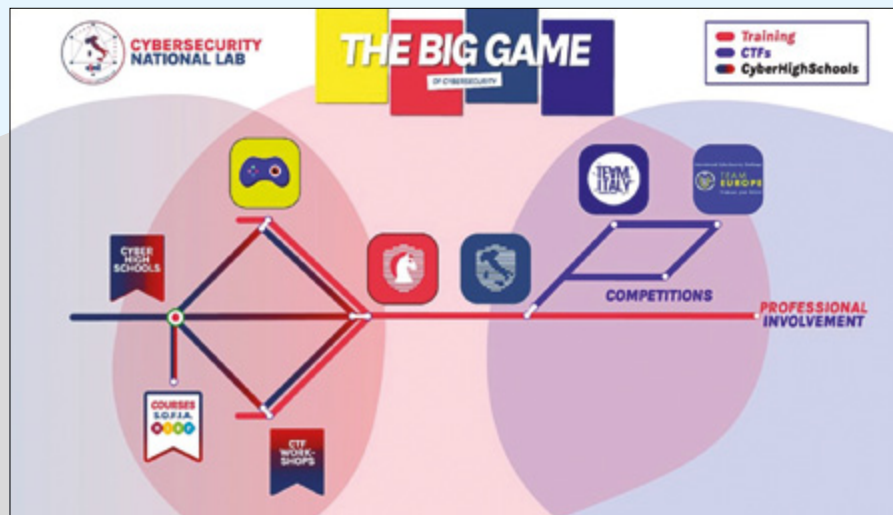 CYBERSECURITY
NATIONAL LAB
THE BIG GAME
OF CYBERSECURITY
Training
CTFs
CyberHighSchools
TEAM
ITALY
TEAM
EUROPE
CYBER
HIGH
SCHOOLS
COMPETITIONS
PROFESSIONAL
INVOLVEMENT
COURSES
S.O.F.I.A.
CTF
WORK-
SHOPS